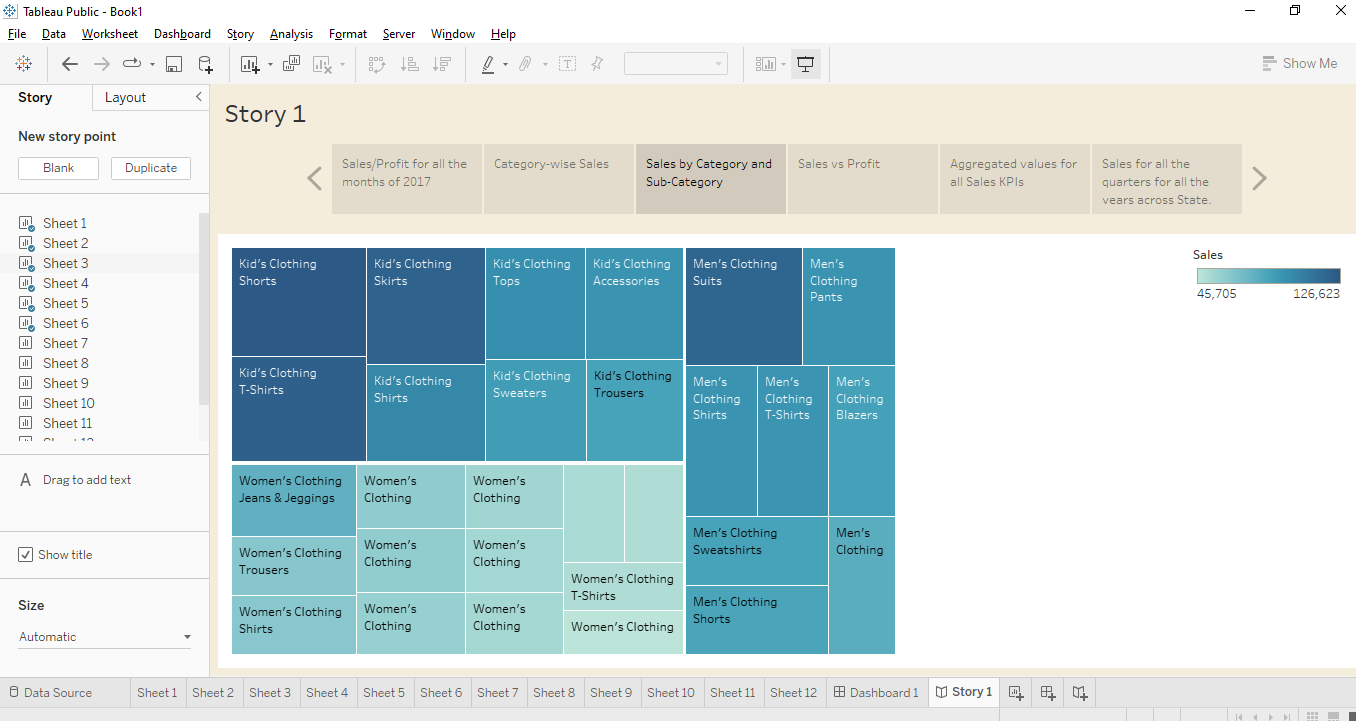 Tableau Public - Book1
File Data Worksheet Dashboard Story Analysis Format Server Window Help
Show Me
Story Layout
New story point
Blank Duplicate
Sheet 1
Sheet 2
Sheet 3
Sheet 4
Sheet 5
Sheet 6
Sheet 7
Sheet 8
Sheet 9
Sheet 10
Sheet 11
A Drag to add text
Show title
Size
Automatic
Story 1
Sales/Profit for all the
months of 2017
Category-wise Sales
Sales by Category and
Sub-Category
Sales vs Profit
Aggregated values for
all Sales KPIs
Sales for all the
quarters for all the
years across State.
Kid's Clothing
Shorts
Kid's Clothing
Skirts
Kid's Clothing
Tops
Kid's Clothing
Accessories
Kid's Clothing
T-Shirts
Kid's Clothing
Shirts
Kid's Clothing
Sweaters
Kid's Clothing
Trousers
Men's Clothing
Suits
Men's
Clothing
Pants
Men's
Clothing
Shirts
Men's
Clothing
T-Shirts
Men's
Clothing
Blazers
Men's Clothing
Sweatshirts
Men's
Clothing
Men's Clothing
Shorts
Women's Clothing
Jeans & Jeggings
Women's Clothing
Trousers
Women's Clothing
Shirts
Women's
Clothing
Women's
Clothing
Women's
Clothing
Women's
Clothing
Women's
Clothing
Women's
Clothing
Women's Clothing
T-Shirts
Women's Clothing
Sales
45,705 126,623
Data Source Sheet 1 Sheet 2 Sheet 3 Sheet 4 Sheet 5 Sheet 6 Sheet 7 Sheet 8 Sheet 9 Sheet 10 Sheet 11 Sheet 12 Dashboard 1 Story 1